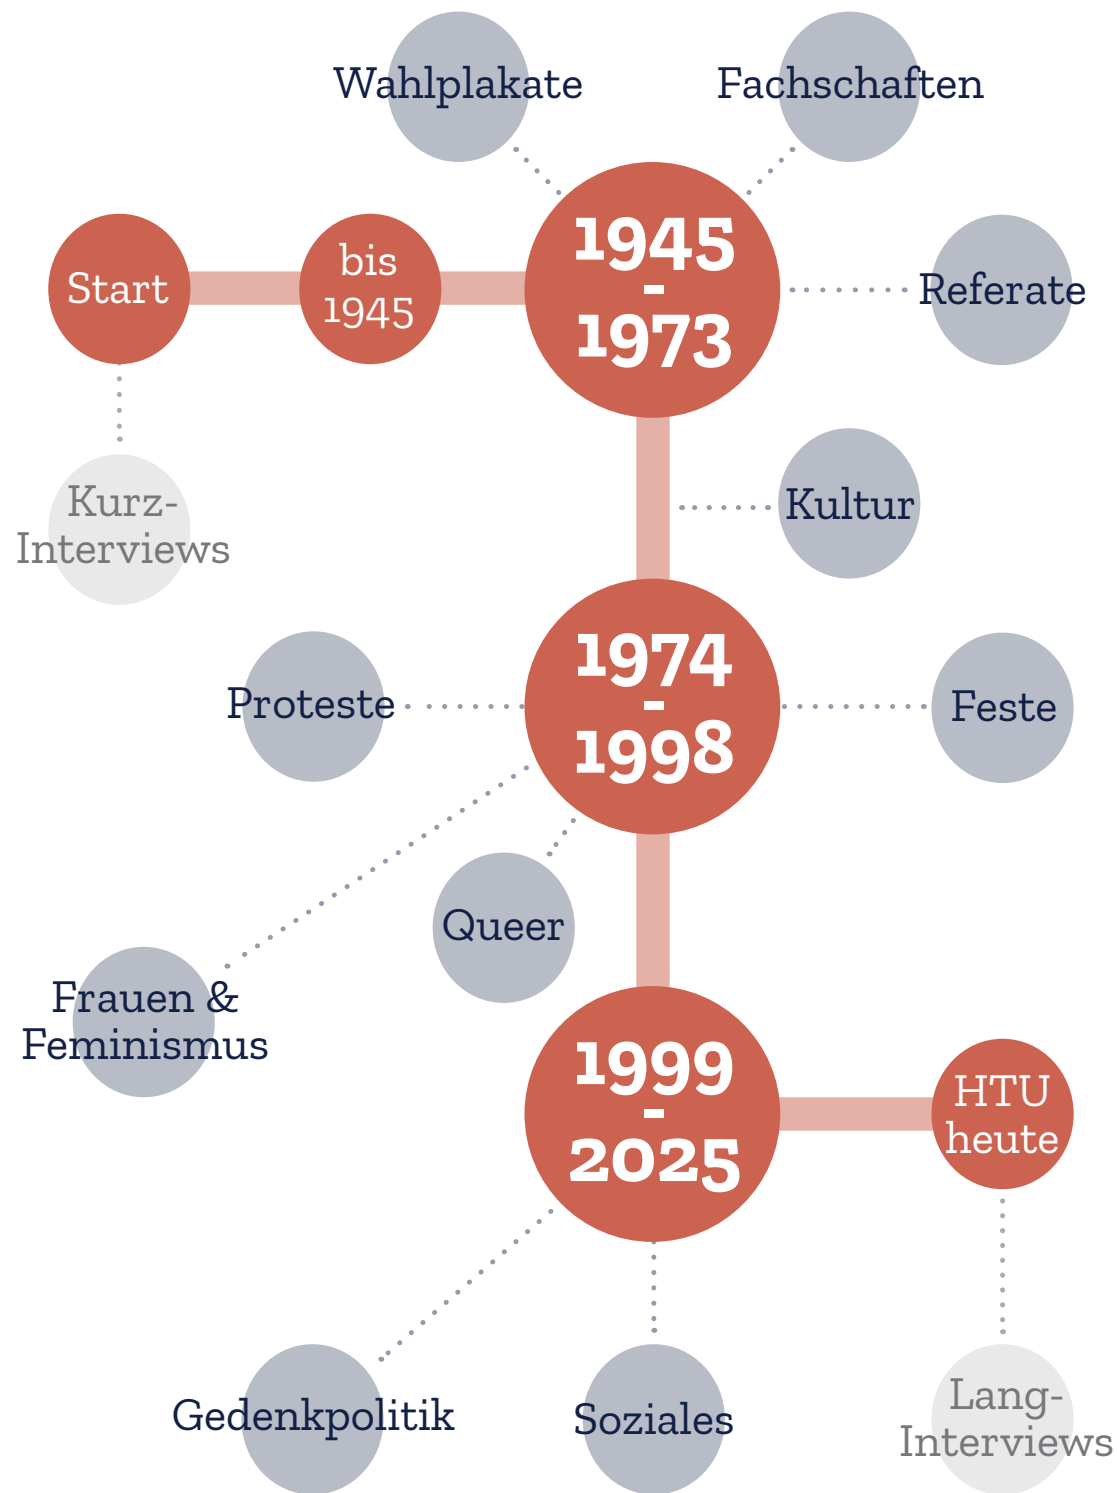 Wahlplakate
Fachschaften
Start
bis
1945
1945
-
1973
Referate
Kurz-
Interviews
Kultur
Proteste
1974
-
1998
Feste
Queer
Frauen &
Feminismus
1999
-
2025
HTU
heute
Gedenkpolitik
Soziales
Lang-
Interviews